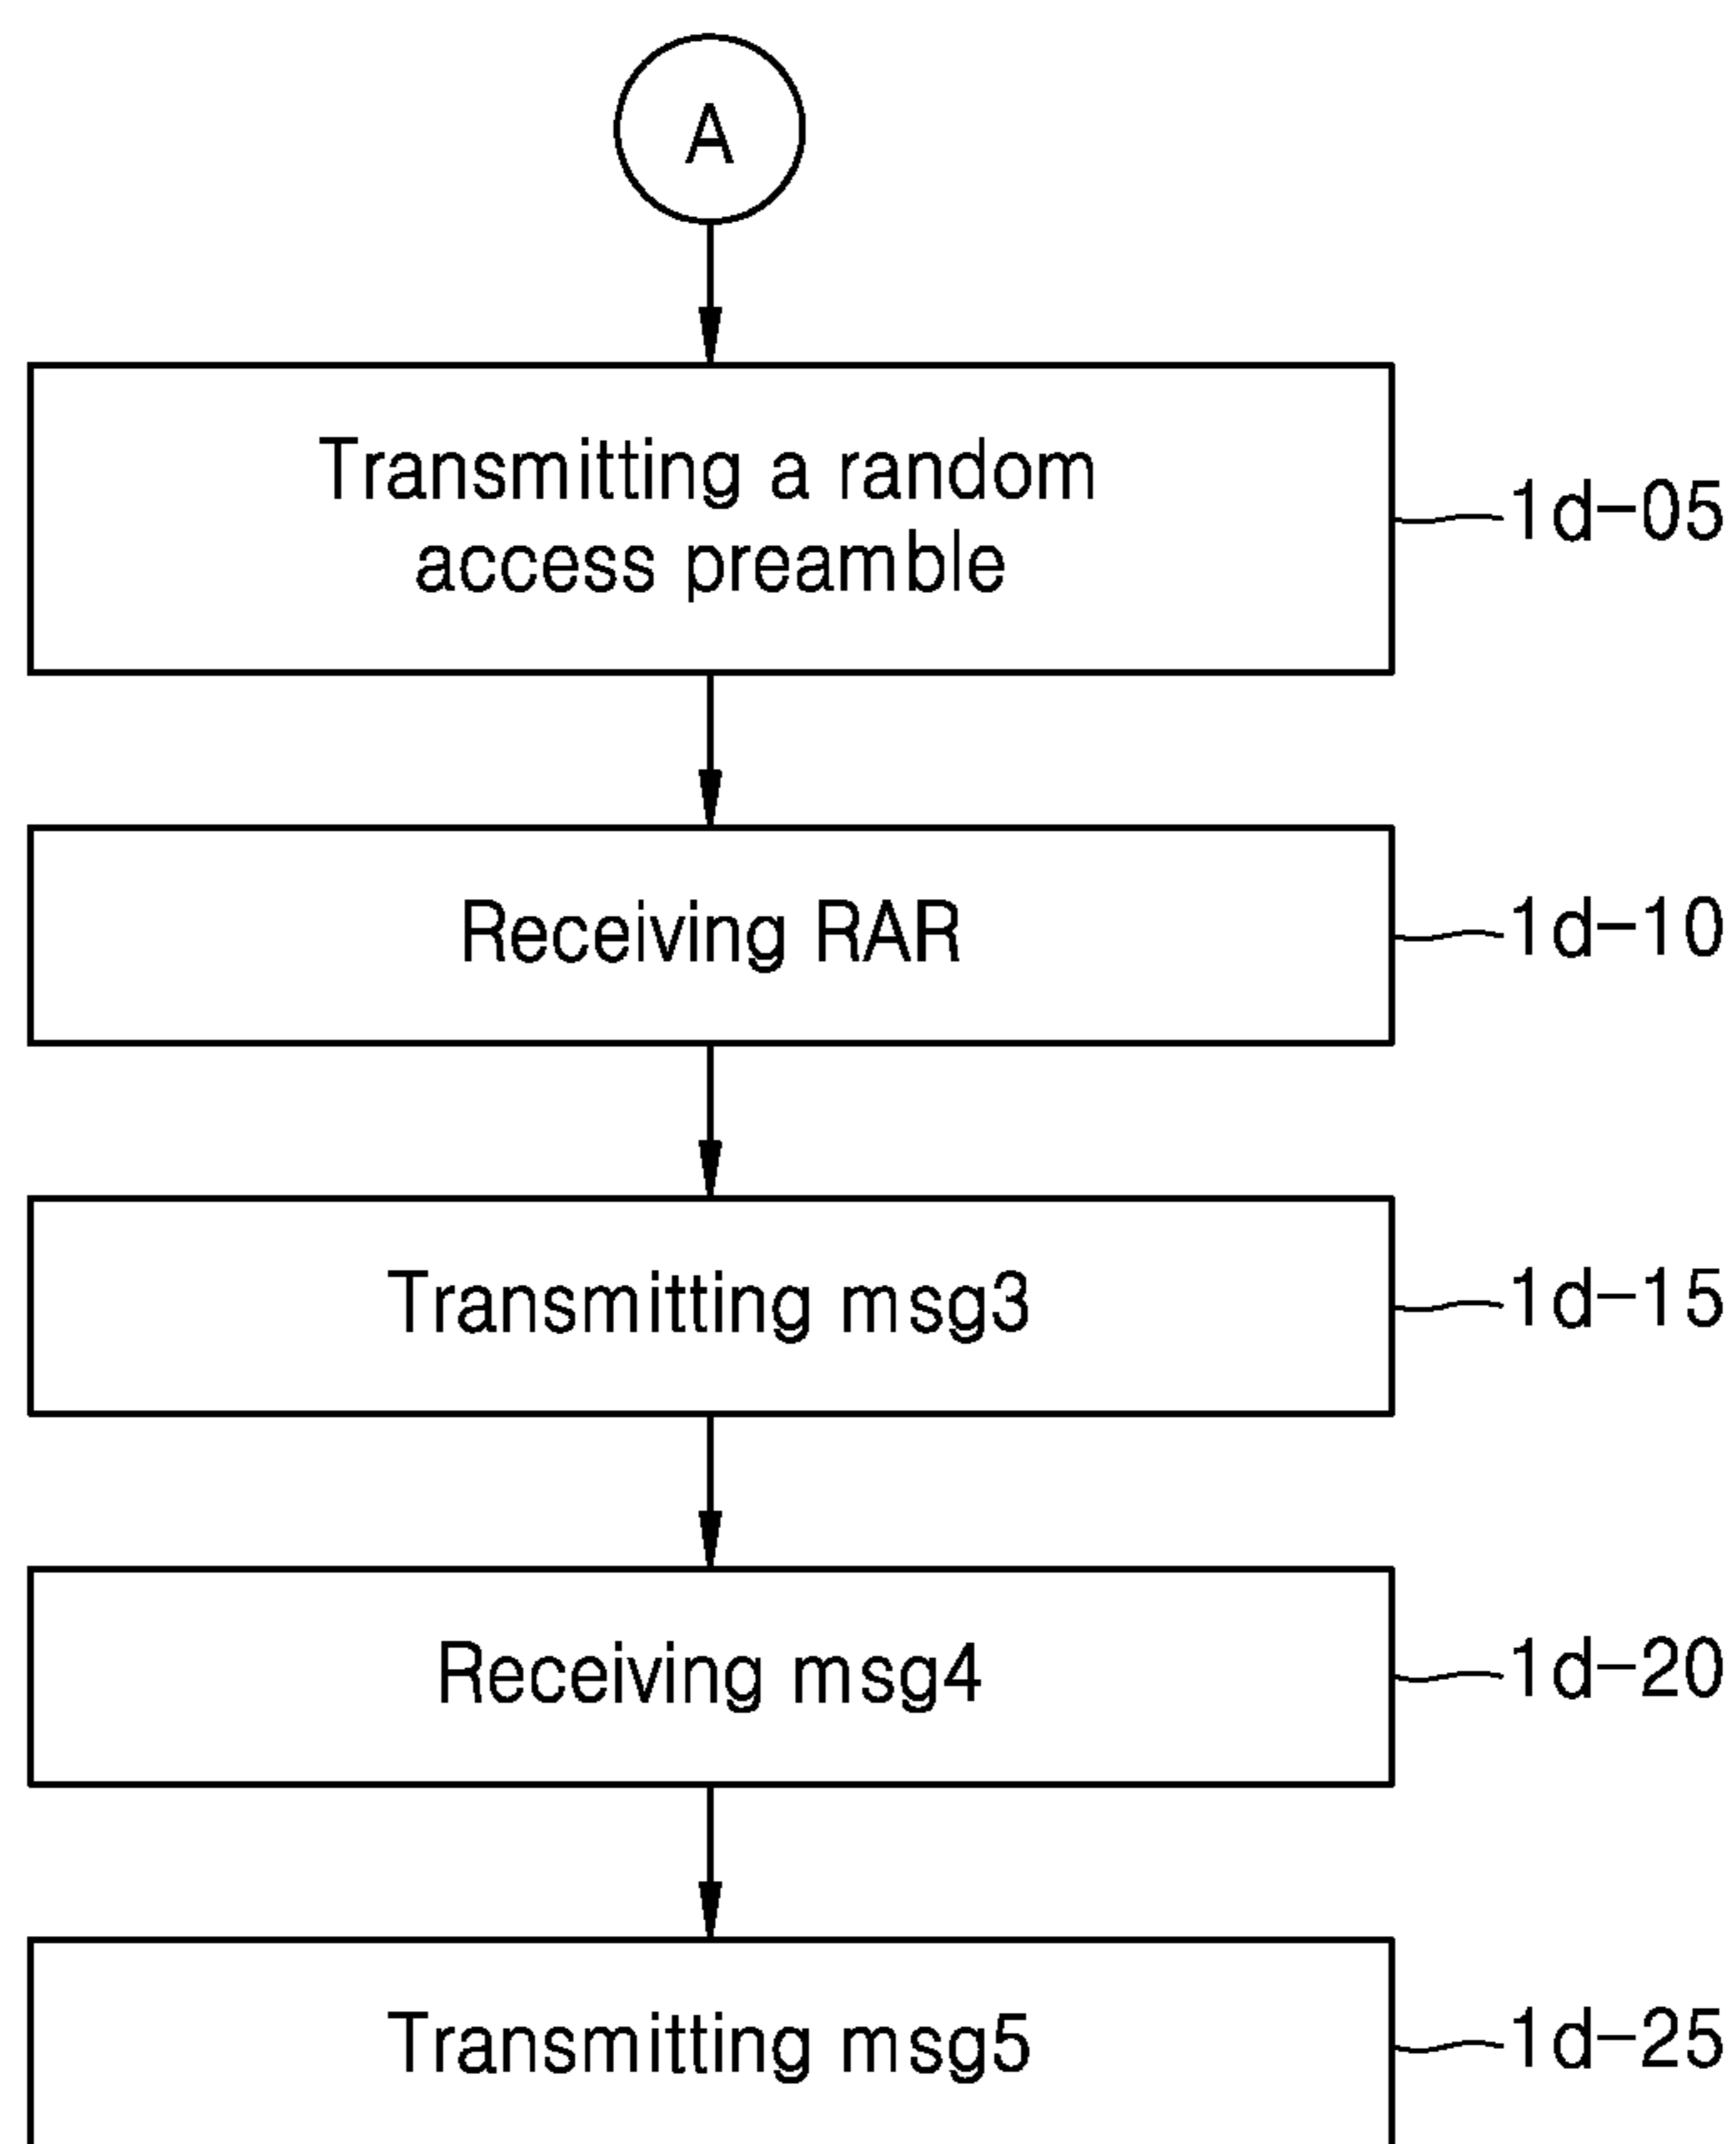 A
Transmitting a random
access preamble
1d-05
Receiving RAR
1d-10
Transmitting msg3
1d-15
Receiving msg4
1d-20
Transmitting msg5
1d-25